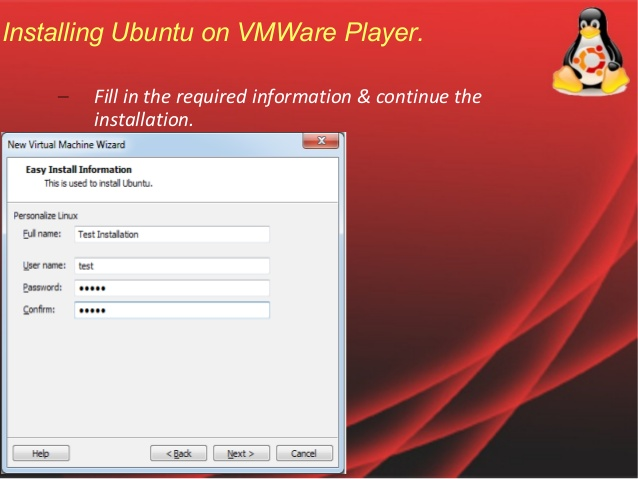 Installing Ubuntu on VMWare Player.
– Fill in the required information & continue the
installation.
New Virtual Machine Wizard
x
Easy Install Information
This is used to install Ubuntu.
Personalize Linux
Full name: Test Installation
User name: test
Password: •••••
Confirm: •••••
Help < Back Next > Cancel